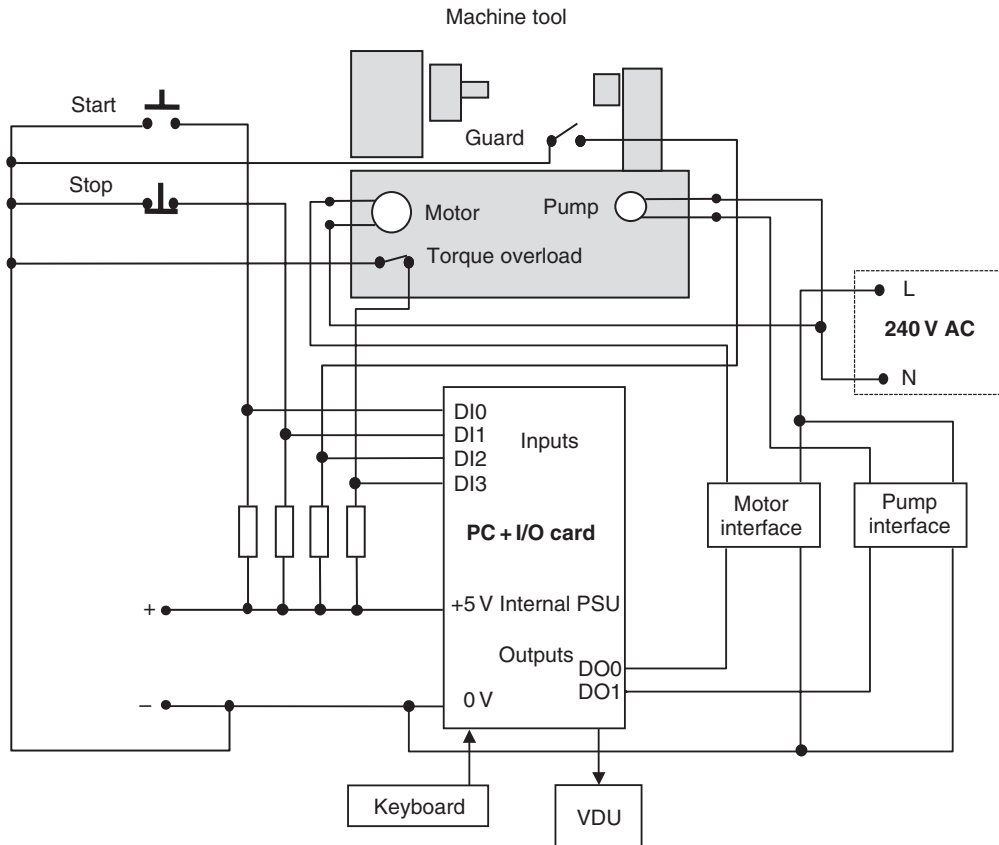 Machine tool
Start
Guard
Stop
Motor
Pump
Torque overload
L
240 V AC
N
DI0
DI1
Inputs
DI2
DI3
PC + I/O card
Motor
interface
Pump
interface
+
+5 V Internal PSU
Outputs
DO0
DO1
–
0 V
Keyboard
VDU